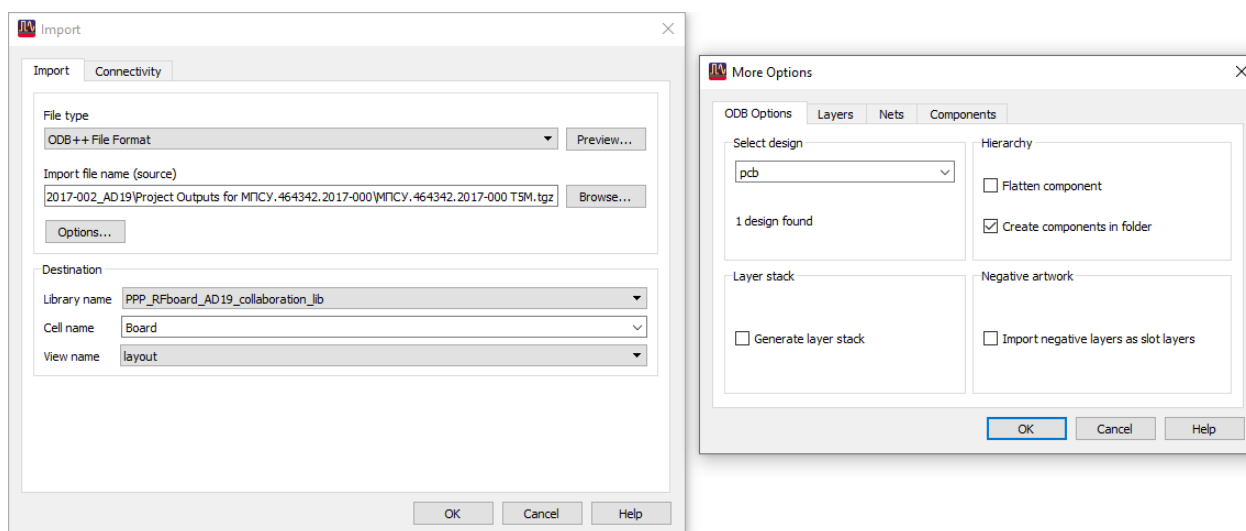 Import
Import Connectivity
File type
ODB++ File Format Preview...
Import file name (source)
2017-002_AD19\Project Outputs for МПСУ.464342.2017-000\МПСУ.464342.2017-000 T5M.tgz Browse...
Options...
Destination
Library name PPP_RFboard_AD19_collaboration_lib
Cell name Board
View name layout
OK Cancel Help
More Options
ODB Options Layers Nets Components
Select design
pcb
1 design found
Hierarchy
Flatten component
Create components in folder
Layer stack
Generate layer stack
Negative artwork
Import negative layers as slot layers
OK Cancel Help